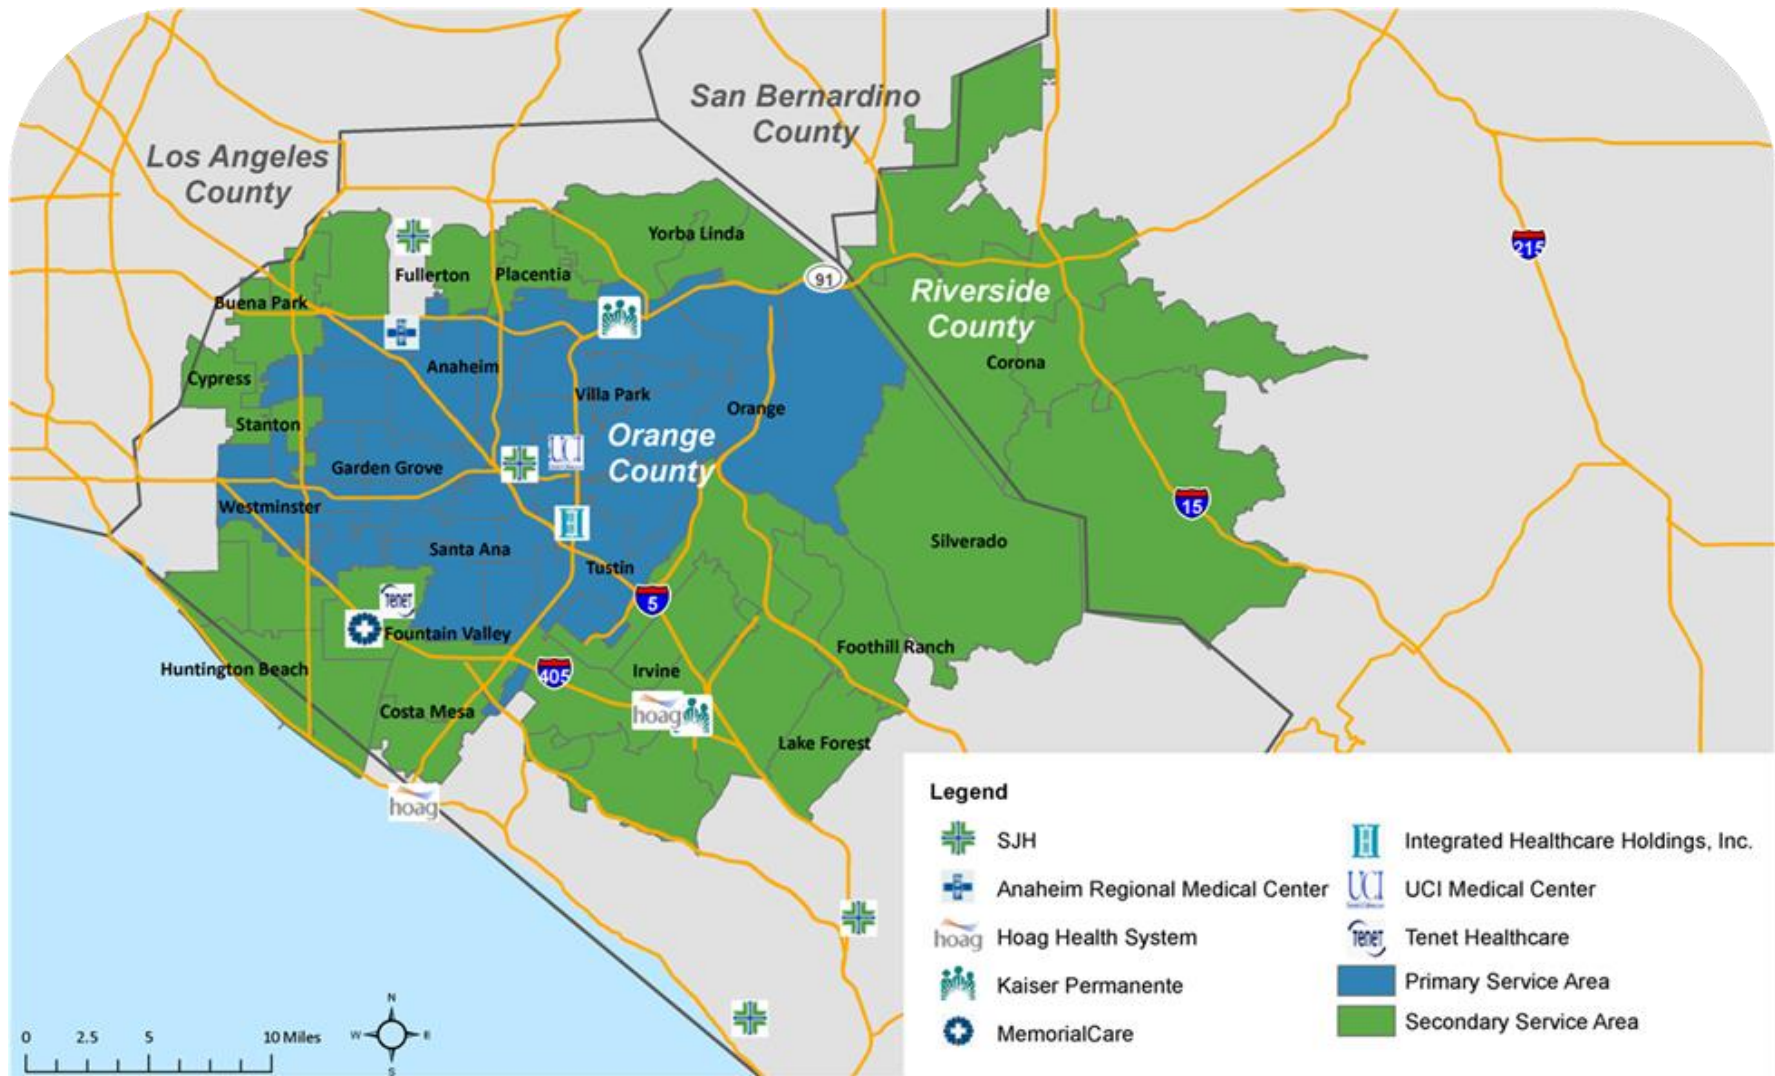 San Bernardino
County
Los Angeles
County
Yorba Linda
Fullerton
Placentia
91
215
Buena Park
Riverside
County
Anaheim
Corona
Cypress
Villa Park
Orange
Stanton
Orange
County
UCI
Garden Grove
Westminster
15
Santa Ana
Silverado
Tustin
TENET
5
Fountain Valley
Foothill Ranch
Huntington Beach
Irvine
405
Costa Mesa
hoag
Lake Forest
hoag
Legend
SJH
Anaheim Regional Medical Center
hoag
Hoag Health System
Kaiser Permanente
MemorialCare
Integrated Healthcare Holdings, Inc.
UCI
UCI Medical Center
TENET
Tenet Healthcare
Primary Service Area
Secondary Service Area
N
W
E
S
0 2.5 5 10 Miles